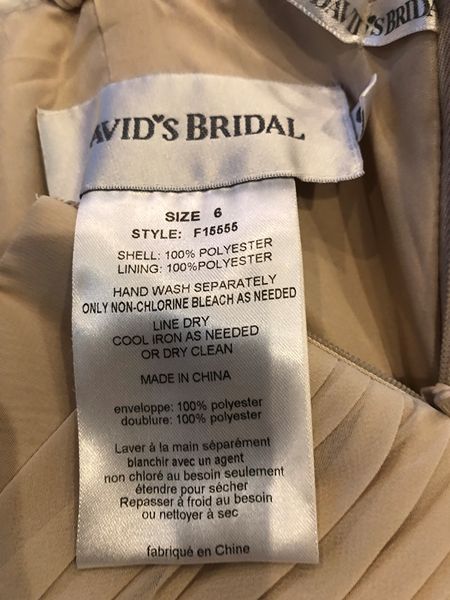 DAVID'S BRIDAL
AVID'S BRIDAL
SIZE 6
STYLE: F15555
SHELL: 100% POLYESTER
LINING: 100%POLYESTER
HAND WASH SEPARATELY
ONLY NON-CHLORINE BLEACH AS NEEDED
LINE DRY
COOL IRON AS NEEDED
OR DRY CLEAN
MADE IN CHINA
enveloppe: 100% polyester
doublure: 100% polyester
Laver à la main séparément
blanchir avec un agent
non chloré au besoin seulement
étendre pour sécher
Repasser à froid au besoin
ou nettoyer à sec
fabriqué en Chine